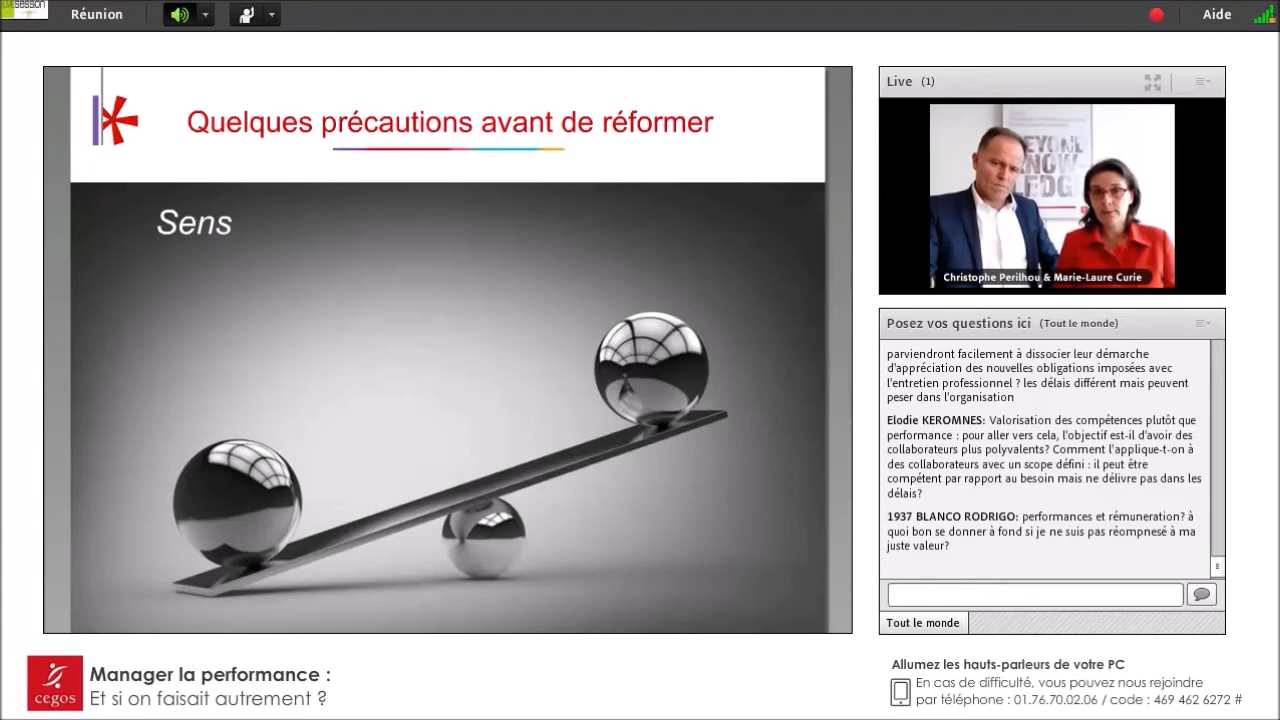 SESSION
Réunion
Aide
Quelques précautions avant de réformer
Sens
Live (1)
BEYOND
KNOW-
LEDGE
Christophe Perilhou & Marie-Laure Curie
Posez vos questions ici (Tout le monde)
parviendront facilement à dissocier leur démarche
d'appréciation des nouvelles obligations imposées avec
l'entretien professionnel ? les délais différent mais peuvent
peser dans l'organisation
Elodie KEROMNES: Valorisation des compétences plutôt que
performance : pour aller vers cela, l'objectif est-il d'avoir des
collaborateurs plus polyvalents? Comment l'applique-t-on à
des collaborateurs avec un scope défini : il peut être
compétent par rapport au besoin mais ne délivre pas dans les
délais?
1937 BLANCO RODRIGO: performances et rémuneration? à
quoi bon se donner à fond si je ne suis pas réompnesé à ma
juste valeur?
Tout le monde
cegos
Manager la performance :
Et si on faisait autrement ?
Allumez les hauts-parleurs de votre PC
En cas de difficulté, vous pouvez nous rejoindre
par téléphone : 01.76.70.02.06 / code : 469 462 6272 #